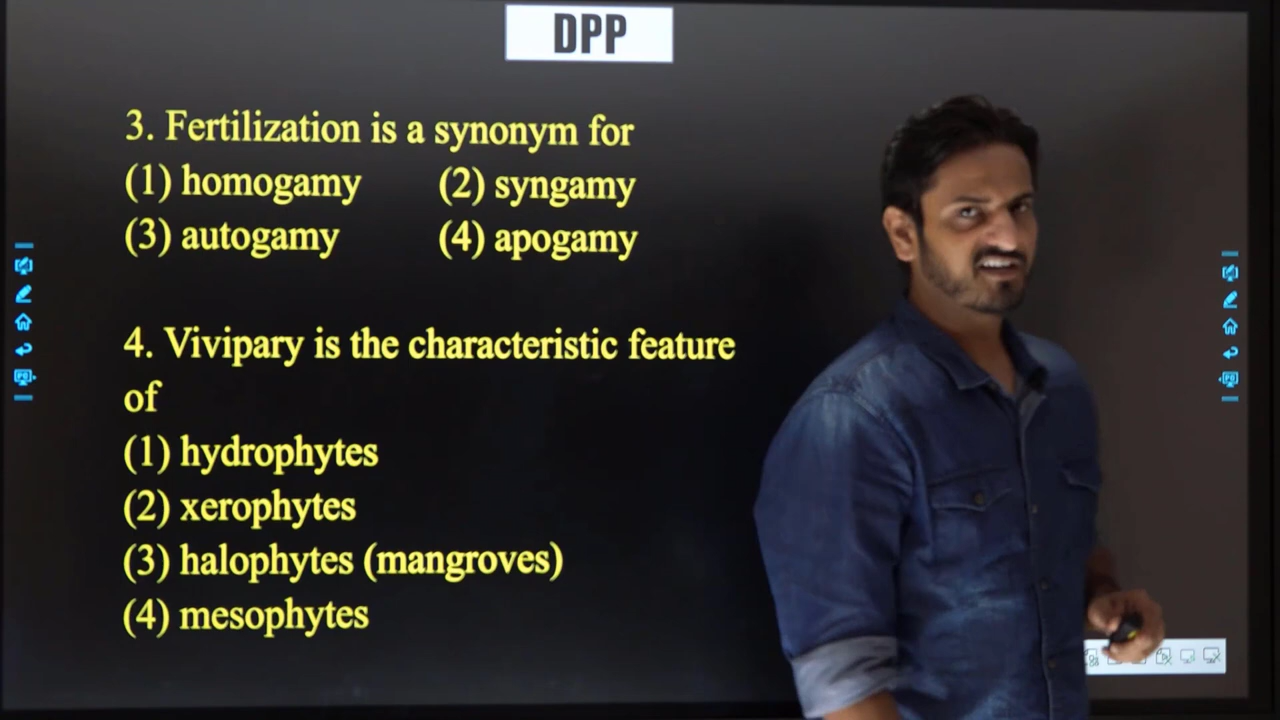 DPP
3. Fertilization is a synonym for
(1) homogamy (2) syngamy
(3) autogamy (4) apogamy
4. Vivipary is the characteristic feature
of
(1) hydrophytes
(2) xerophytes
(3) halophytes (mangroves)
(4) mesophytes